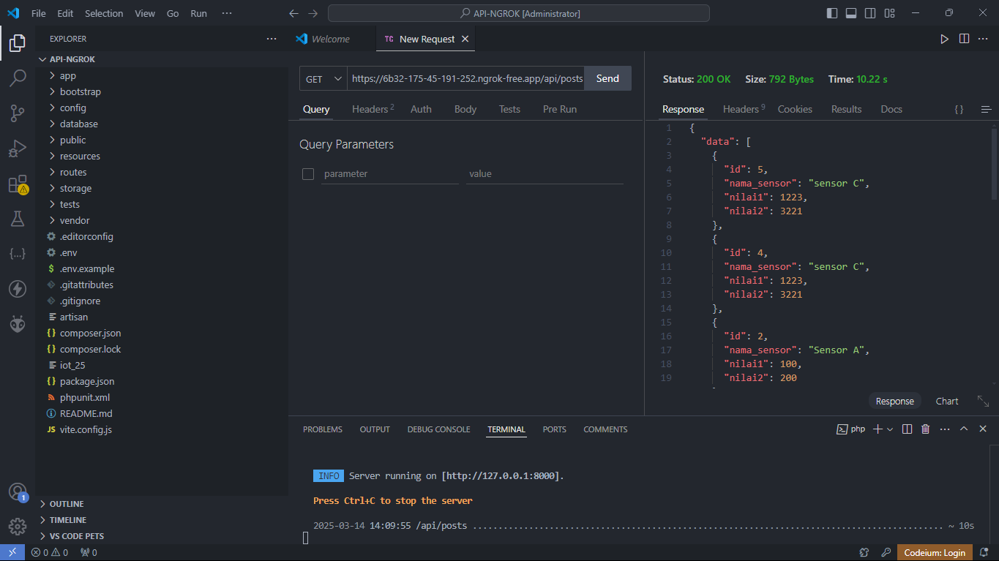 File Edit Selection View Go Run ··· API-NGROK [Administrator]
EXPLORER ···
API-NGROK
app
bootstrap
config
database
public
resources
routes
storage
tests
vendor
.editorconfig
.env
$ .env.example
.gitattributes
.gitignore
artisan
{} composer.json
{} composer.lock
iot_25
{} package.json
phpunit.xml
README.md
JS vite.config.js
OUTLINE
TIMELINE
VS CODE PETS
1
Welcome TC New Request
GET https://6b32-175-45-191-252.ngrok-free.app/api/posts Send
Query Headers 2 Auth Body Tests Pre Run
Query Parameters
parameter value
Status: 200 OK Size: 792 Bytes Time: 10.22 s
Response Headers 9 Cookies Results Docs { }
1 {
2 "data": [
3 {
4 "id": 5,
5 "nama_sensor": "sensor C",
6 "nilai1": 1223,
7 "nilai2": 3221
8 },
9 {
10 "id": 4,
11 "nama_sensor": "sensor C",
12 "nilai1": 1223,
13 "nilai2": 3221
14 },
15 {
16 "id": 2,
17 "nama_sensor": "Sensor A",
18 "nilai1": 100,
19 "nilai2": 200
Response Chart
PROBLEMS OUTPUT DEBUG CONSOLE TERMINAL PORTS COMMENTS php
INFO Server running on [http://127.0.0.1:8000].
Press Ctrl+C to stop the server
2025-03-14 14:09:55 /api/posts ........................................................................................... ~ 10s
0 0 0 Codeium: Login